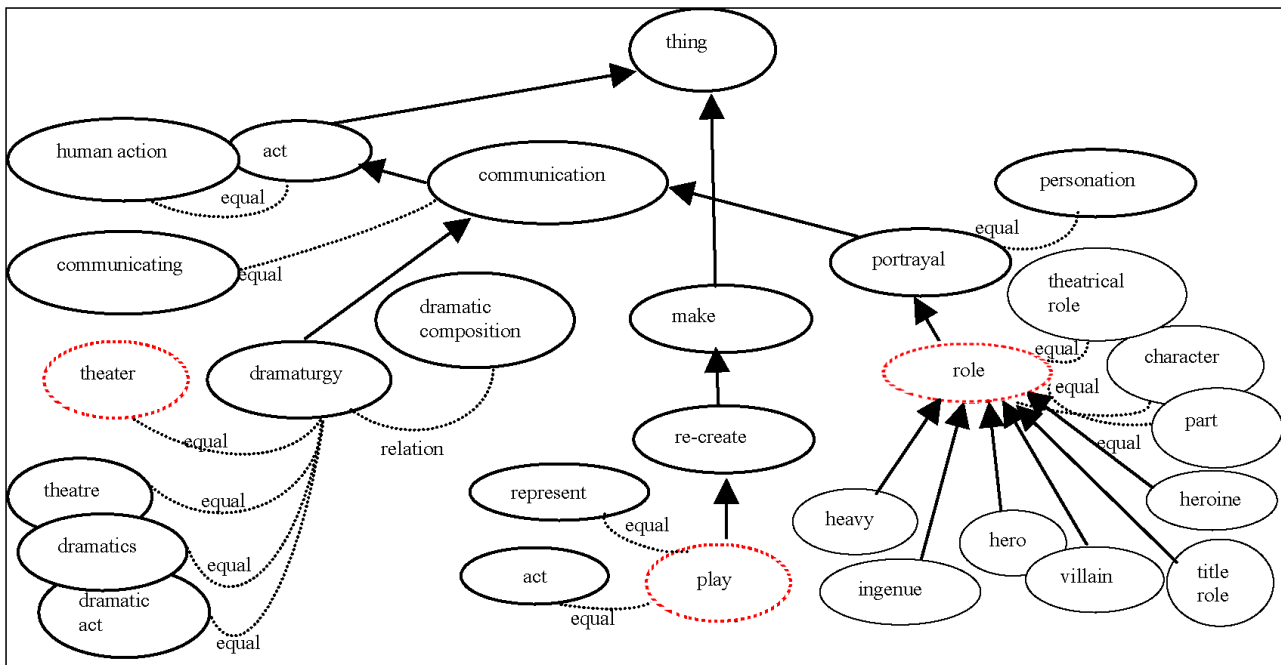 thing
human action
act
equal
communication
personation
equal
communicating
equal
portrayal
theatrical
role
dramatic
composition
make
equal
character
theater
dramaturgy
role
equal
equal
part
equal
relation
re-create
theatre
equal
represent
equal
heavy
hero
heroine
dramatics
equal
act
equal
play
ingenue
villain
title
role
dramatic
act
equal